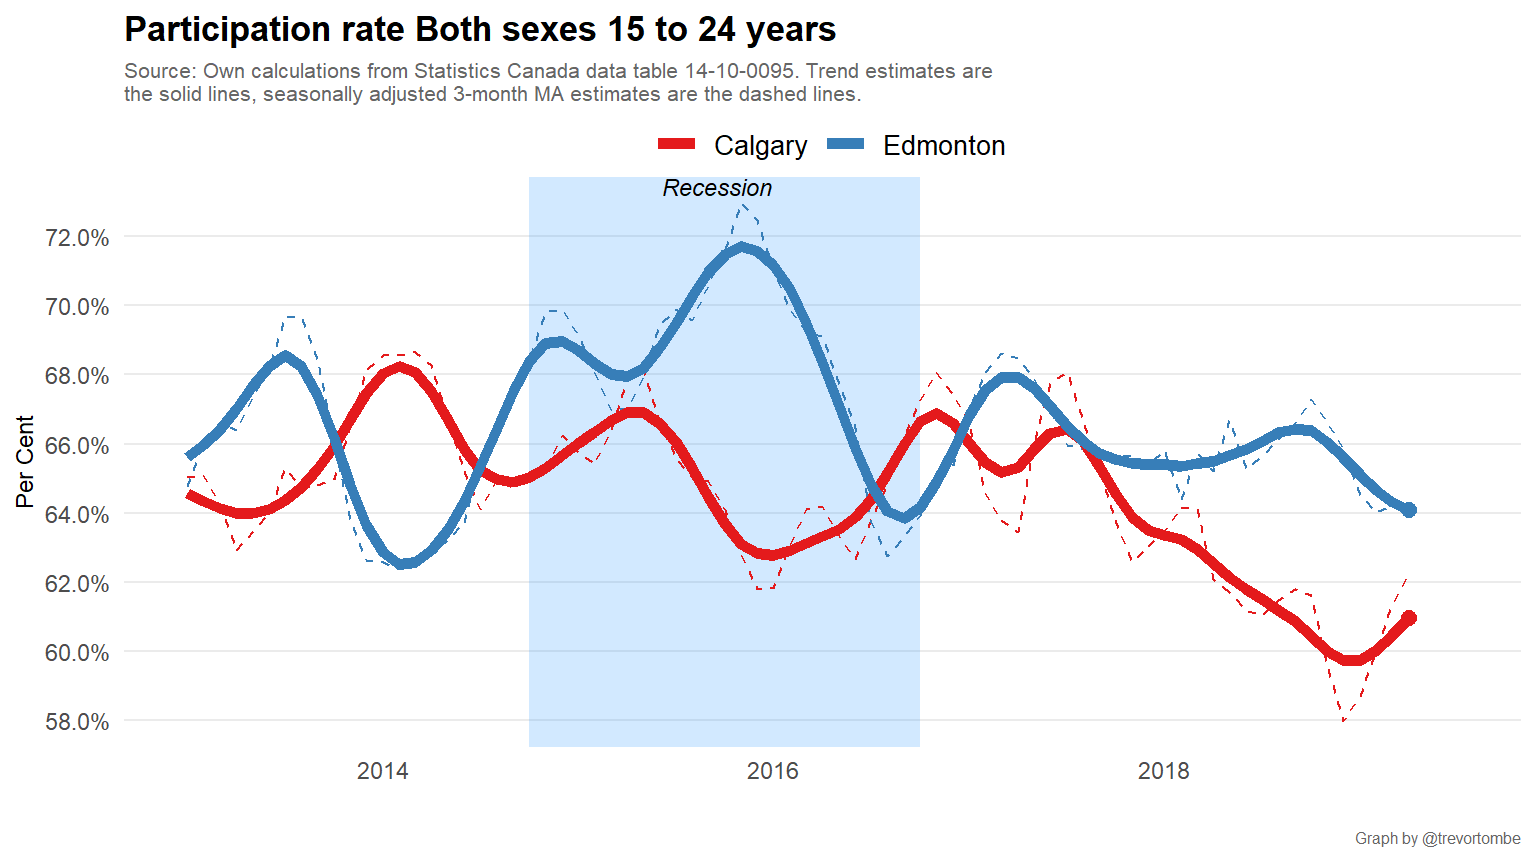 Participation rate Both sexes 15 to 24 years
Source: Own calculations from Statistics Canada data table 14-10-0095. Trend estimates are
the solid lines, seasonally adjusted 3-month MA estimates are the dashed lines.
Calgary Edmonton
Recession
72.0%
70.0%
68.0%
66.0%
64.0%
62.0%
60.0%
58.0%
Per Cent
2014 2016 2018
Graph by @trevortombe